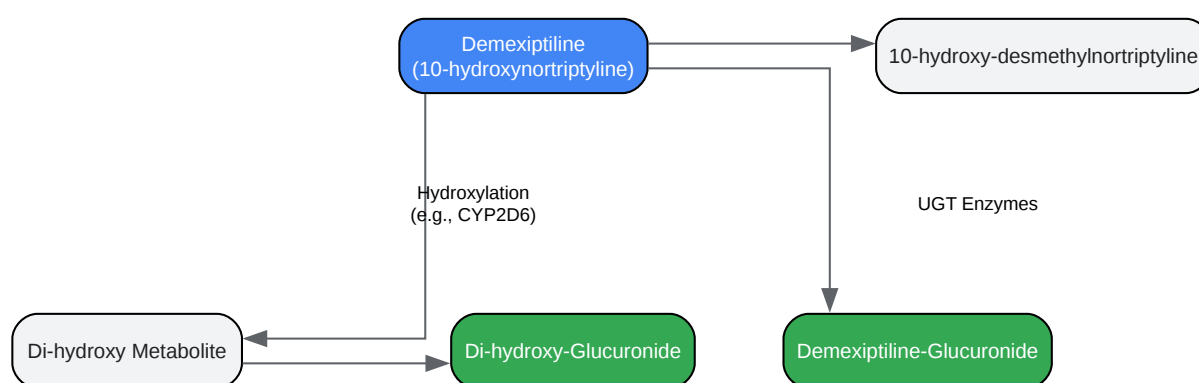 Demexiptiline
(10-hydroxynortriptyline)
10-hydroxy-desmethylnortriptyline
Hydroxylation
(e.g., CYP2D6)
UGT Enzymes
Di-hydroxy Metabolite
Di-hydroxy-Glucuronide
Demexiptiline-Glucuronide